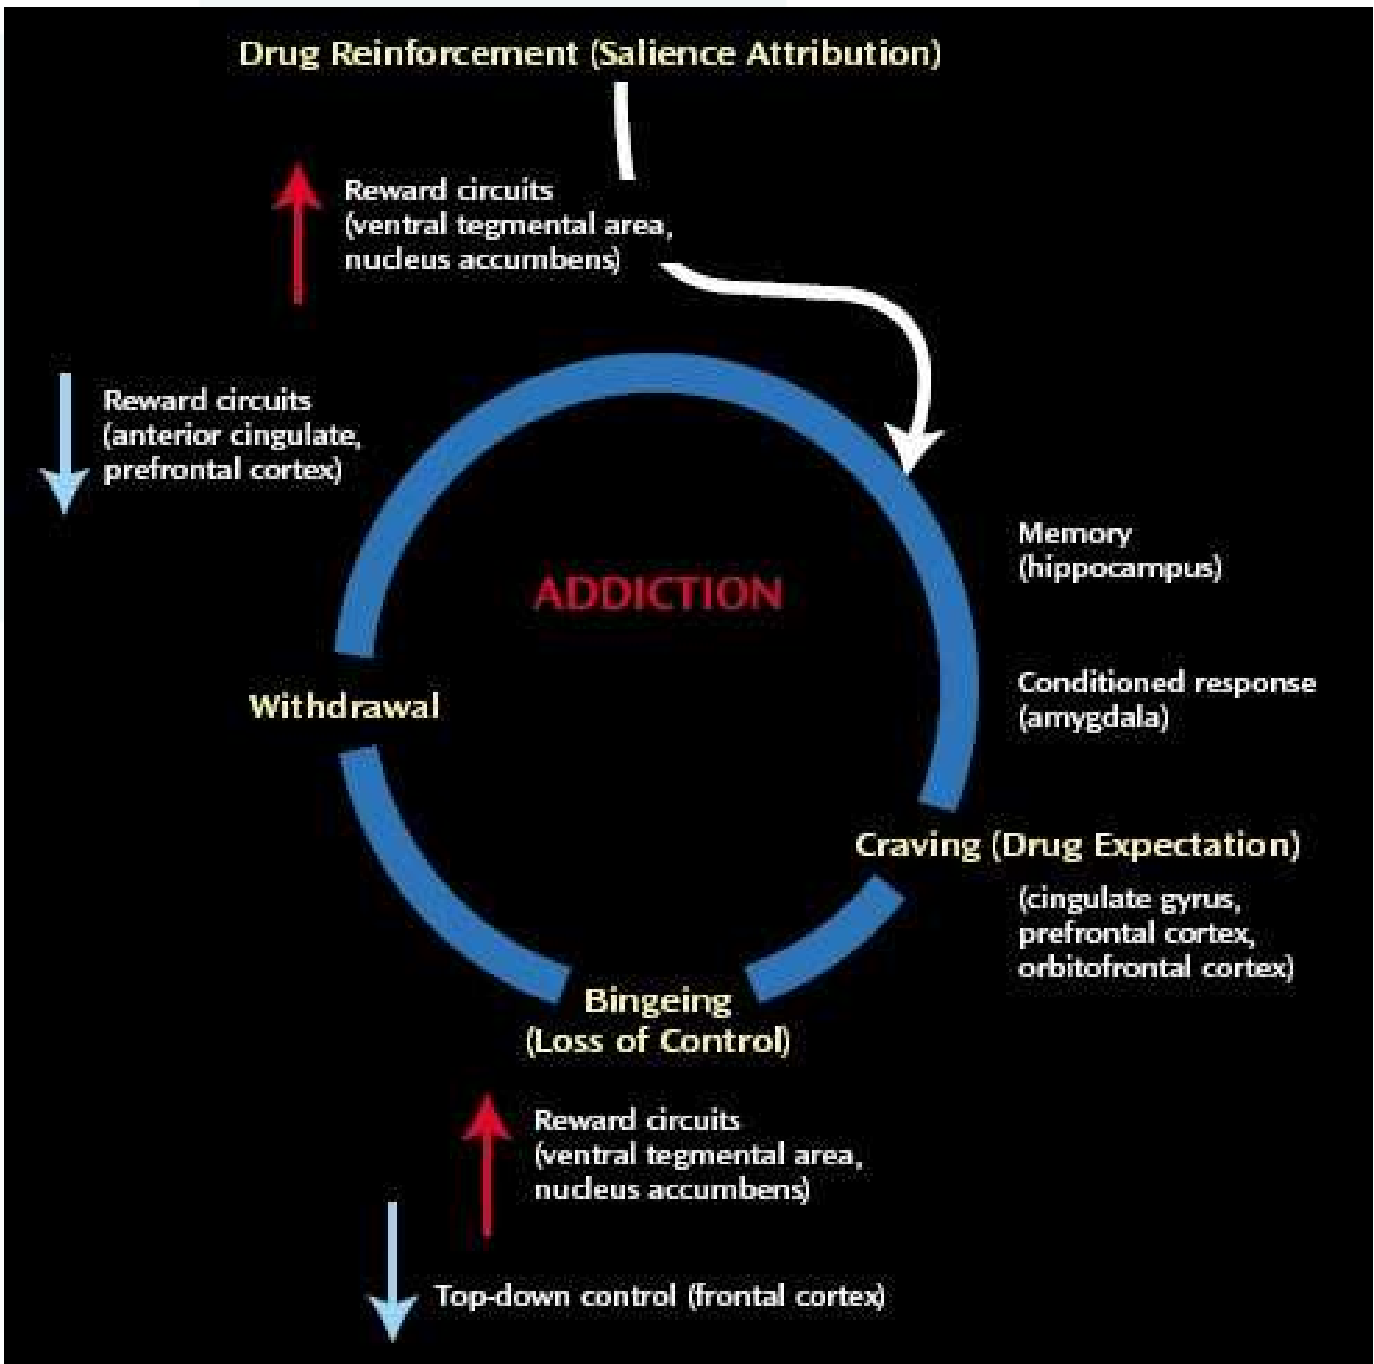 Drug Reinforcement (Salience Attribution)
Reward circuits
(ventral tegmental area,
nucleus accumbens)
Reward circuits
(anterior cingulate,
prefrontal cortex)
Memory
(hippocampus)
ADDICTION
Conditioned response
(amygdala)
Withdrawal
Craving (Drug Expectation)
(cingulate gyrus,
prefrontal cortex,
orbitofrontal cortex)
Bingeing
(Loss of Control)
Reward circuits
(ventral tegmental area,
nucleus accumbens)
Top-down control (frontal cortex)